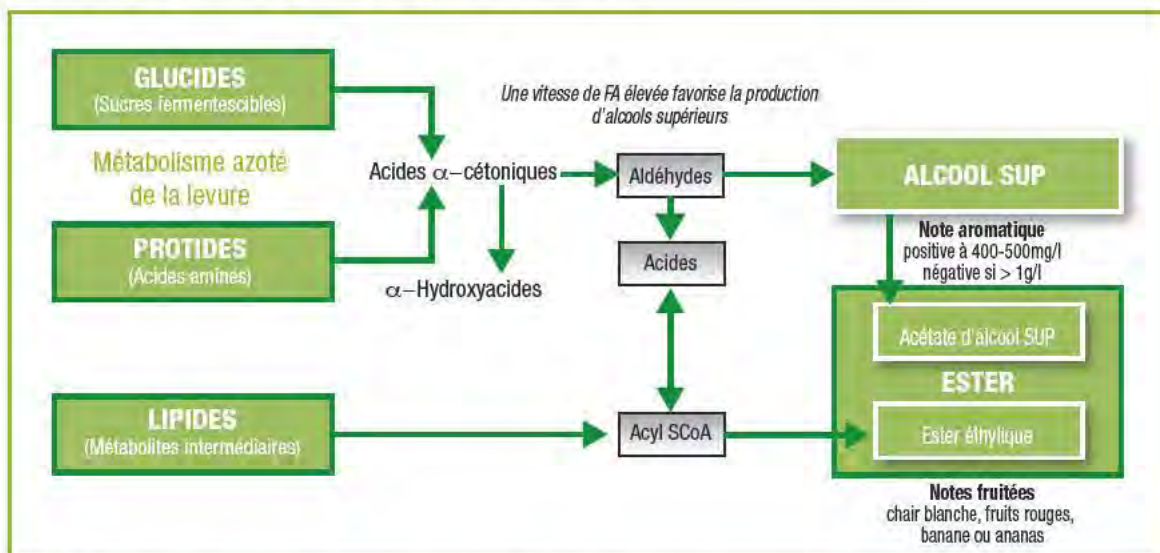 GLUCIDES
(Sucres fermentescibles)
Métabolisme azoté
de la levure
PROTIDES
(Acides aminés)
LIPIDES
(Métabolites intermédiaires)
Acides α–cétoniques
α–Hydroxyacides
Une vitesse de FA élevée favorise la production
d'alcools supérieurs
Aldéhydes
Acides
Acyl SCoA
ALCOOL SUP
Note aromatique
positive à 400-500mg/l
négative si > 1g/l
Acétate d'alcool SUP
ESTER
Ester éthylique
Notes fruitées
chair blanche, fruits rouges,
banane ou ananas